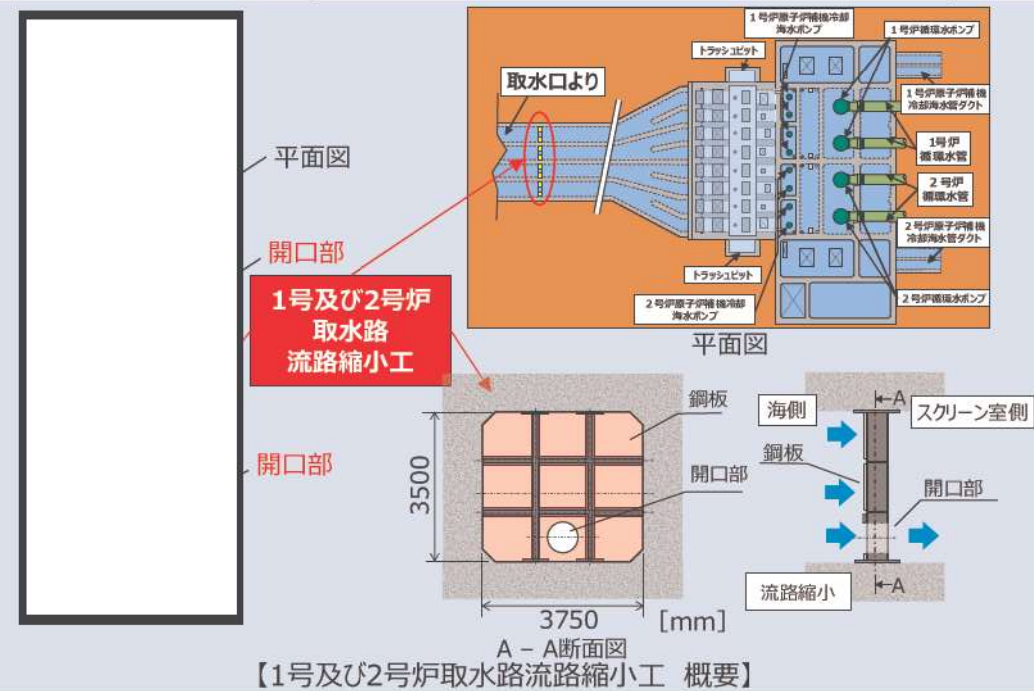 平面図
開口部
開口部
1号及び2号炉
取水路
流路縮小工
取水口より
トラッシュピット
1号炉原子炉補機冷却
海水ポンプ
1号炉循環水ポンプ
1号炉原子炉補機
冷却海水管ダクト
1号炉
循環水管
2号炉
循環水管
2号炉原子炉補機
冷却海水管ダクト
2号炉循環水ポンプ
トラッシュピット
2号炉原子炉補機冷却
海水ポンプ
平面図
鋼板
開口部
3500
3750
[mm]
A – A断面図
海側
A
スクリーン室側
鋼板
開口部
流路縮小
A
【1号及び2号炉取水路流路縮小工 概要】